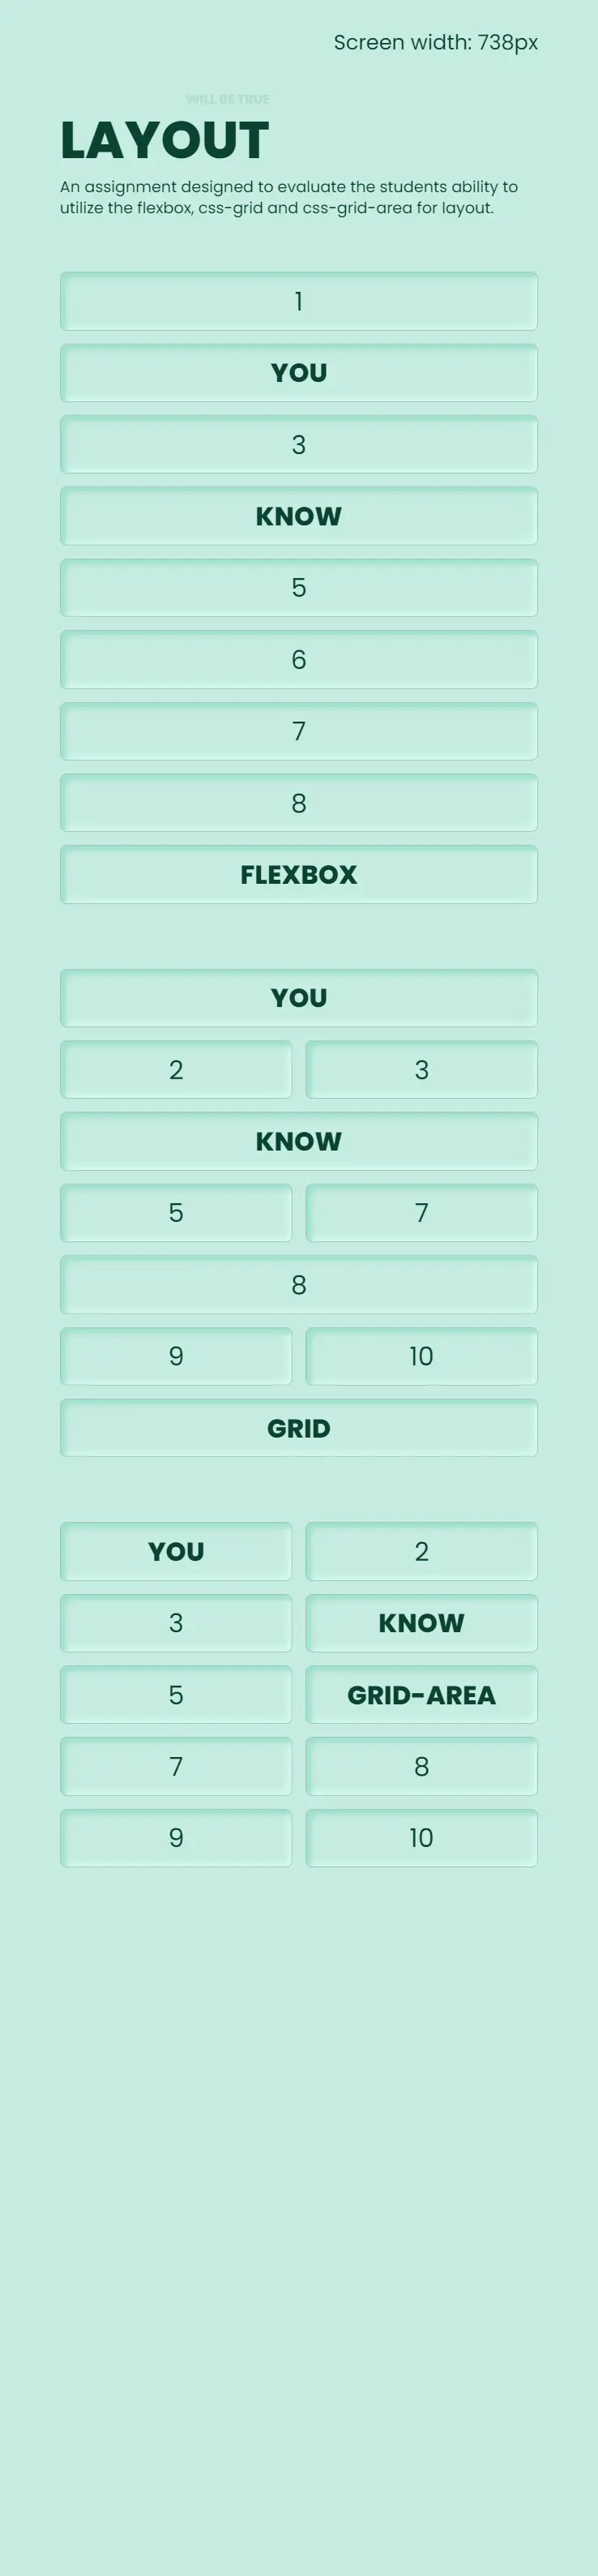 Screen width: 738px
WILL BE TRUE
LAYOUT
An assignment designed to evaluate the students ability to
utilize the flexbox, css-grid and css-grid-area for layout.
1
YOU
3
KNOW
5
6
7
8
FLEXBOX
YOU
2 3
KNOW
5 7
8
9 10
GRID
YOU 2
3 KNOW
5 GRID-AREA
7 8
9 10